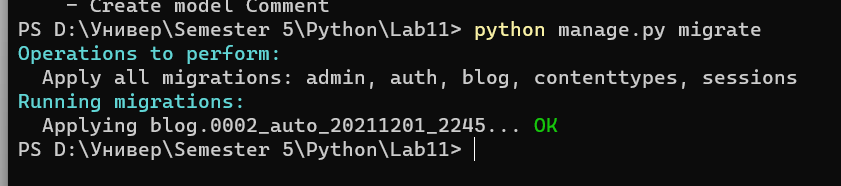 - Create model Comment
PS D:\Универ\Semester 5\Python\Lab11> python manage.py migrate
Operations to perform:
Apply all migrations: admin, auth, blog, contenttypes, sessions
Running migrations:
Applying blog.0002_auto_20211201_2245... OK
PS D:\Универ\Semester 5\Python\Lab11>